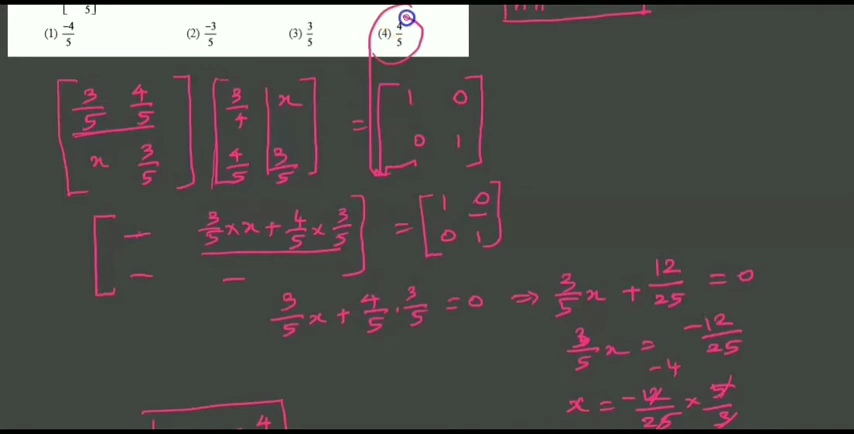 5 ]
(1) -4/5 (2) -3/5 (3) 3/5 (4) 4/5
[ 3/5 4/5 ] [ 3/4 x ] = [ 1 0 ]
[ x 3/5 ] [ 4/5 3/5 ] [ 0 1 ]
[ — 3/5 × x + 4/5 × 3/5 ] = [ 1 0 ]
[ — — ] [ 0 1 ]
3/5 x + 4/5 · 3/5 = 0 ⇒ 3/5 x + 12/25 = 0
3/5 x = -12/25
-4
x = -12/25 × 5/3
4